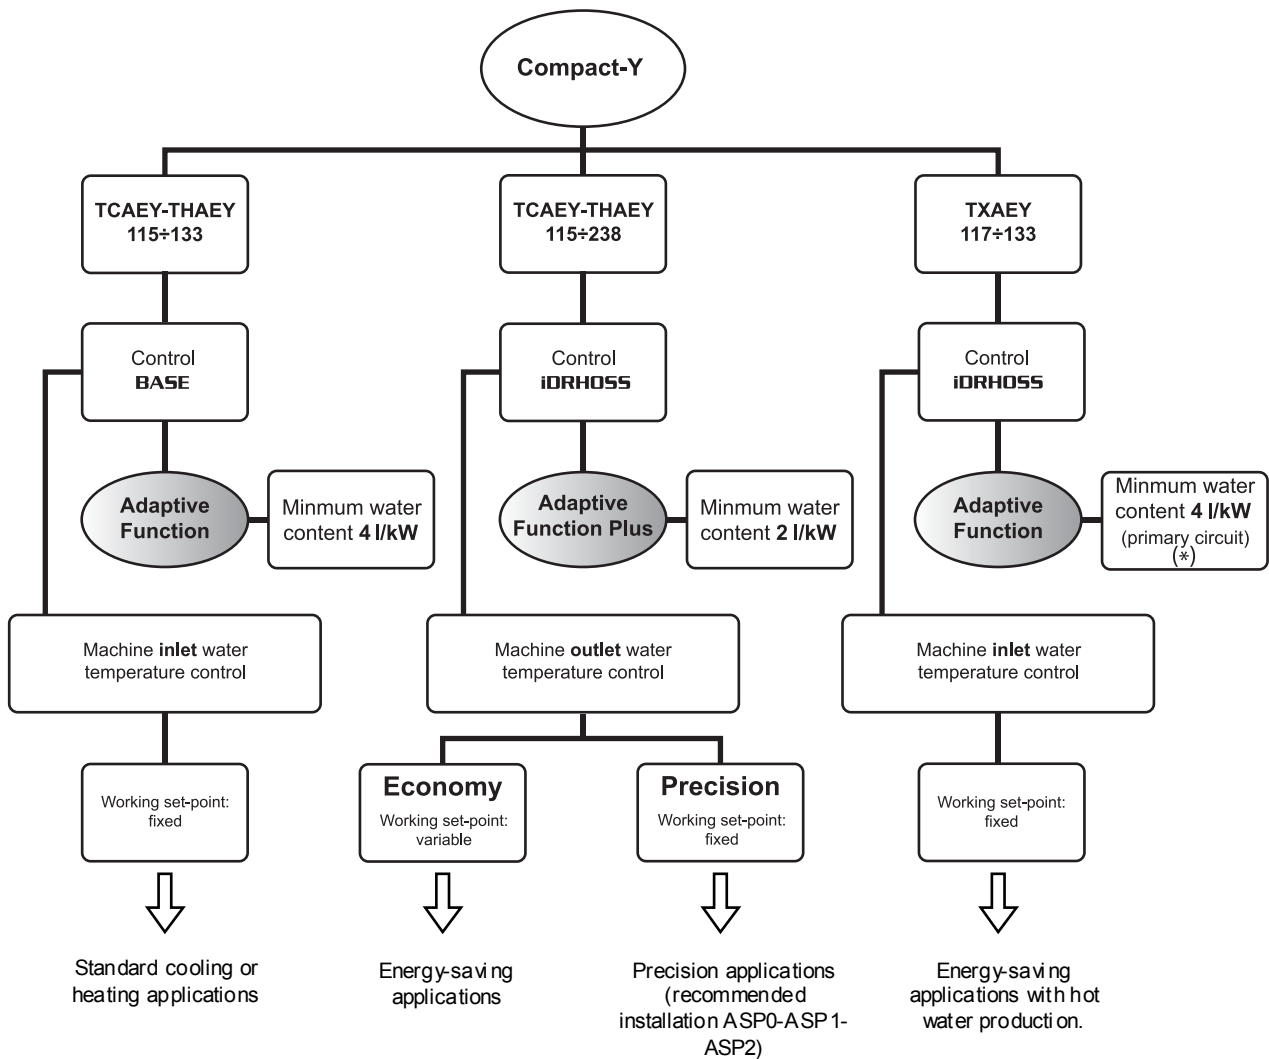 Compact-Y
TCAEY-THAEY
115÷133
TCAEY-THAEY
115÷238
TXAEY
117÷133
Control
BASE
Control
iDRHOSS
Control
iDRHOSS
Adaptive
Function
Minmum water
content 4 l/kW
Adaptive
Function Plus
Minmum water
content 2 l/kW
Adaptive
Function
Minmum water
content 4 l/kW
(primary circuit)
(*)
Machine inlet water
temperature control
Machine outlet water
temperature control
Machine inlet water
temperature control
Working set-point:
fixed
Economy
Working set-point:
variable
Precision
Working set-point:
fixed
Working set-point:
fixed
Standard cooling or
heating applications
Energy-saving
applications
Precision applications
(recommended
installation ASP0-ASP1-
ASP2)
Energy-saving
applications with hot
water production.